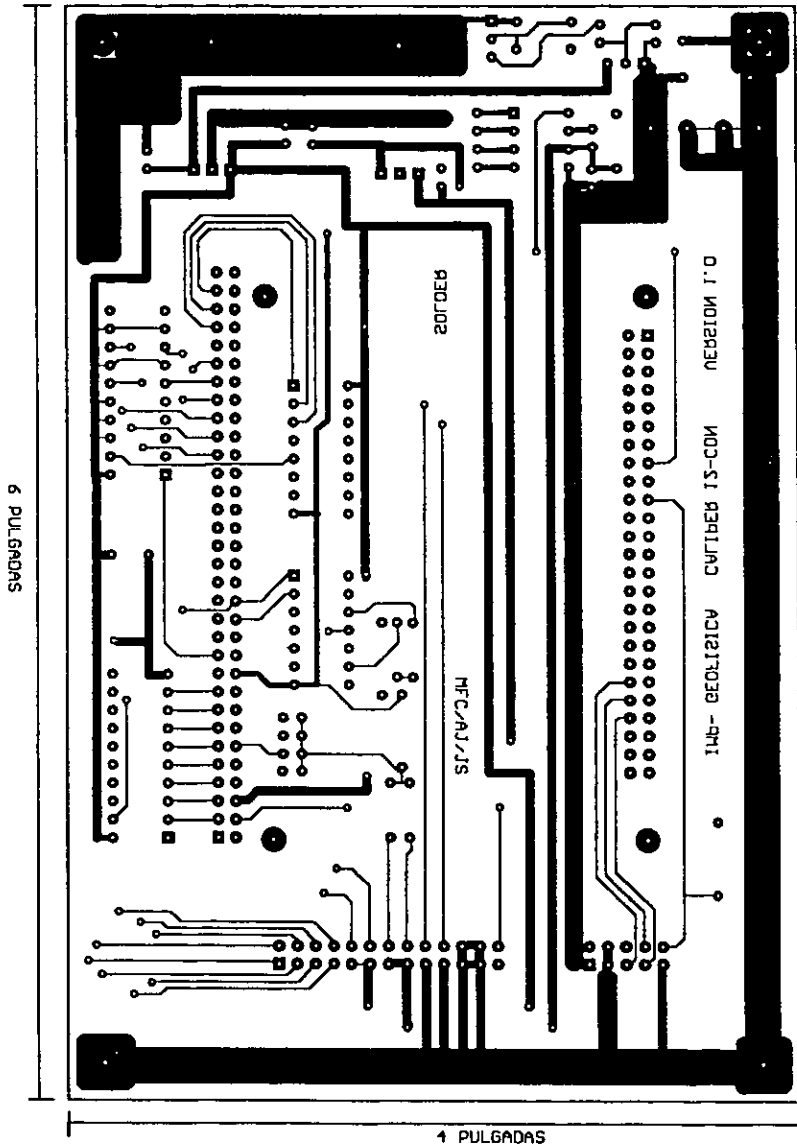 SOLDER
IMP- GEOFISICA CALIPER 12-CON VERSION 1.0
MFC/AJ/JS
6 PULGADAS
4 PULGADAS